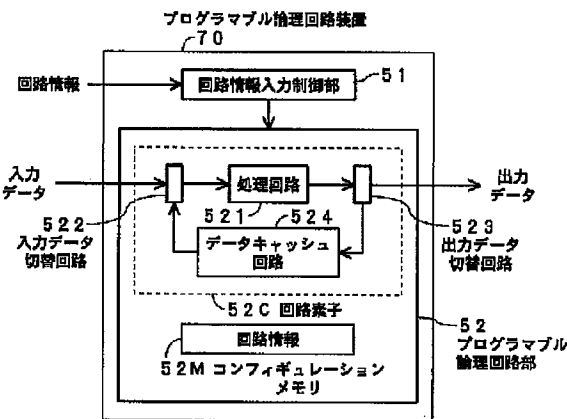 プログラマブル論理回路装置
70
回路情報
回路情報入力制御部
51
入力
データ
処理回路
出力
データ
522
521
524
523
入力データ
切替回路
データキャッシュ
回路
出力データ
切替回路
52C 回路素子
回路情報
52
プログラマブル
論理回路部
52M コンフィギュレーション
メモリ